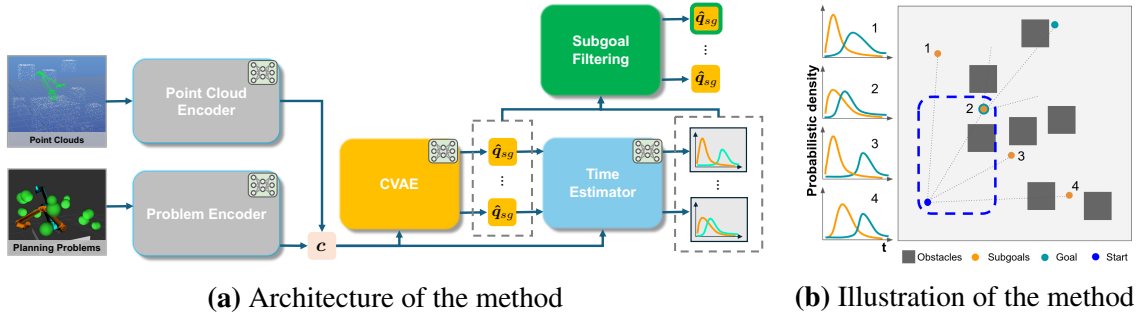 Point Clouds
Planning Problems
Point Cloud
Encoder
Problem Encoder
c
CVAE
q̂sg
⋮
q̂sg
Time
Estimator
⋮
Subgoal
Filtering
q̂sg
⋮
q̂sg
(a) Architecture of the method
Probabilistic density
1
2
3
4
t
1
2
3
4
Obstacles
Subgoals
Goal
Start
(b) Illustration of the method